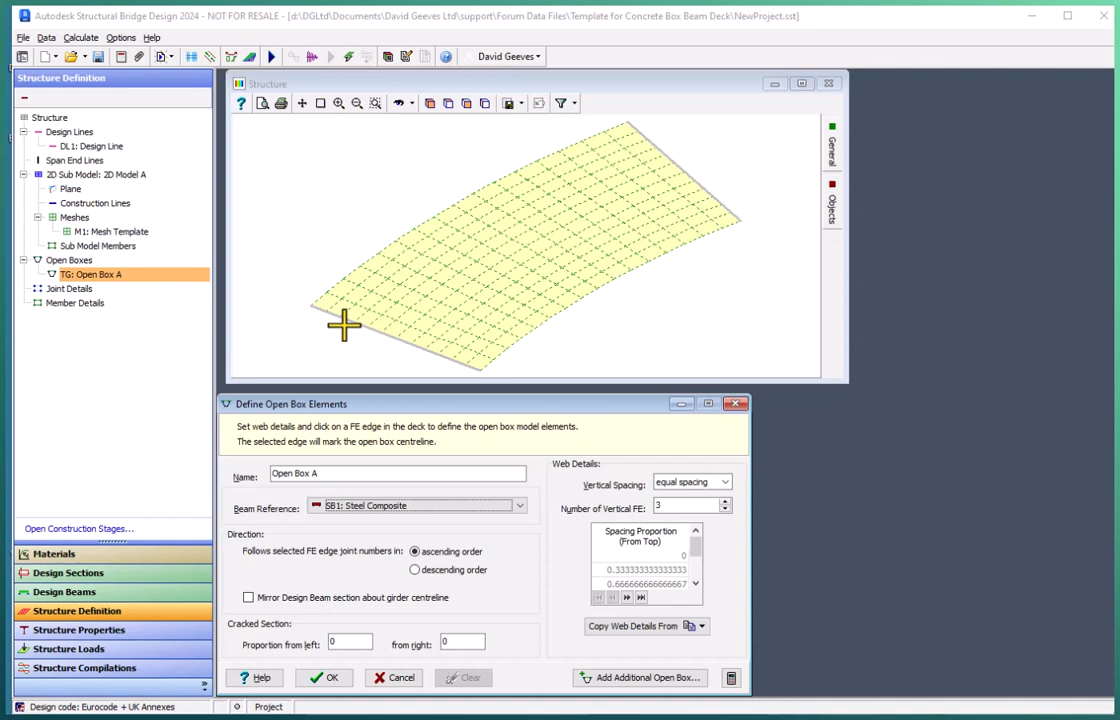 Autodesk Structural Bridge Design 2024 - NOT FOR RESALE - [d:\DGLtd\Documents\David Geeves Ltd\support\Forum Data Files\Template for Concrete Box Beam Deck\NewProject.sst]
File Data Calculate Options Help
David Geeves
Structure Definition
Structure
Structure
Design Lines
DL1: Design Line
Span End Lines
2D Sub Model: 2D Model A
Plane
Construction Lines
Meshes
M1: Mesh Template
Sub Model Members
Open Boxes
TG: Open Box A
Joint Details
Member Details
General
Objects
Define Open Box Elements
Set web details and click on a FE edge in the deck to define the open box model elements.
The selected edge will mark the open box centreline.
Name: Open Box A
Beam Reference: SB1: Steel Composite
Direction:
Follows selected FE edge joint numbers in: ascending order
descending order
Mirror Design Beam section about girder centreline
Cracked Section:
Proportion from left: 0 from right: 0
Web Details:
Vertical Spacing: equal spacing
Number of Vertical FE: 3
Spacing Proportion
(From Top)
0
0.333333333333333
0.666666666666667
Copy Web Details From
Help OK Cancel Clear Add Additional Open Box...
Open Construction Stages...
Materials
Design Sections
Design Beams
Structure Definition
Structure Properties
Structure Loads
Structure Compilations
Design code: Eurocode + UK Annexes Project